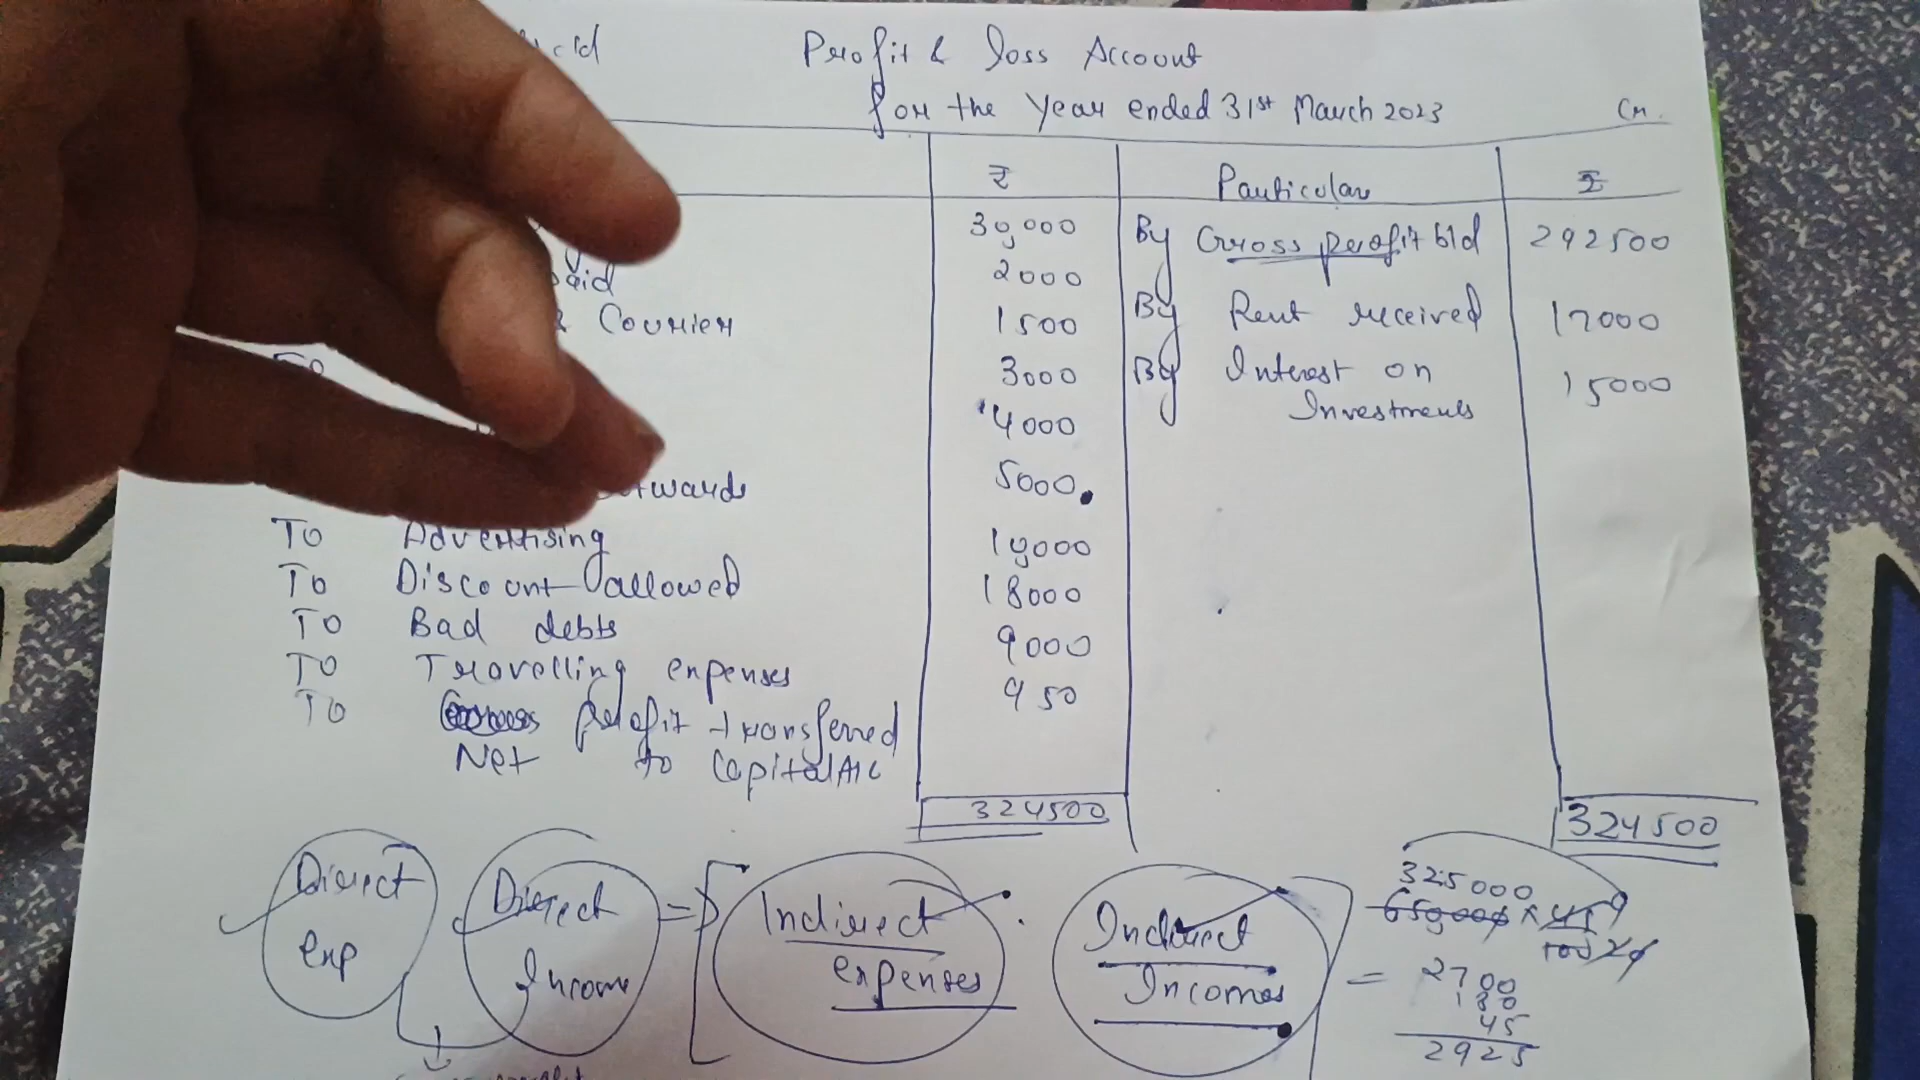 Profit & loss Account
for the Year ended 31st March 2023 Cr.
₹ Particular ₹
30,000 By Gross profit b/d 292500
2000
Courier 1500 By Rent received 17000
To 3000 By Interest on 15000
Investments
4000
5000
To Advertising 10000
To Discount allowed 18000
To Bad debts 9000
To Travelling expenses 950
To profit transferred
Net to Capital A/c
324500 324500
Direct exp Direct Income = Indirect expenses Indirect Incomes
325000
= 2700
180
45
2925